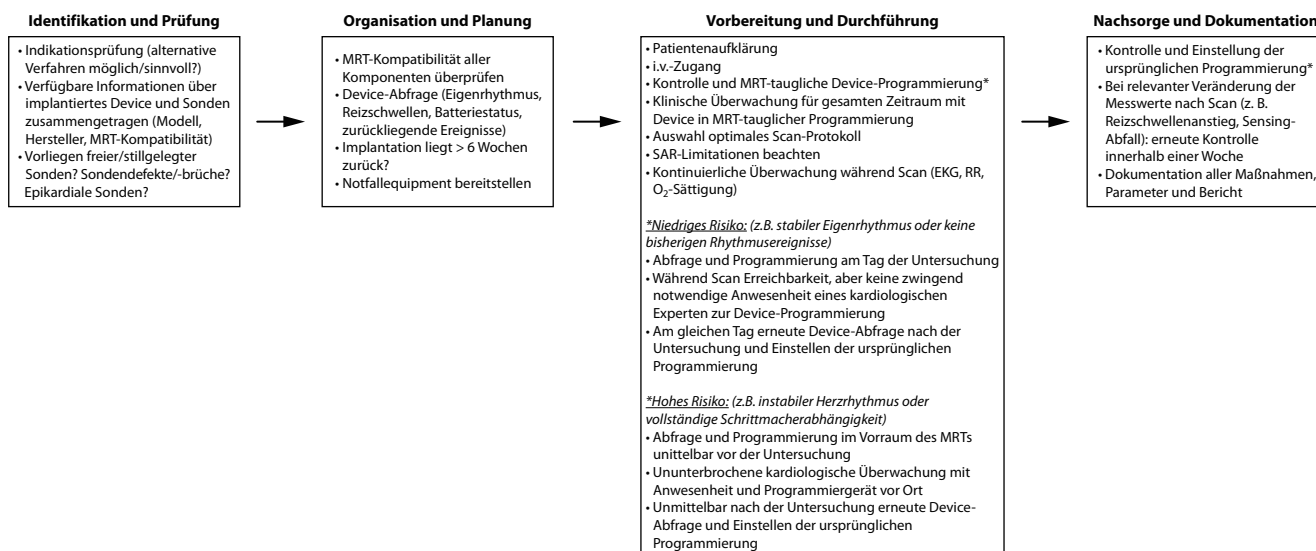 Identifikation und Prüfung
• Indikationsprüfung (alternative
Verfahren möglich/sinnvoll?)
• Verfügbare Informationen über
implantiertes Device und Sonden
zusammengetragen (Modell,
Hersteller, MRT-Kompatibilität)
• Vorliegen freier/stillgelegter
Sonden? Sondendefekte/-brüche?
Epikardiale Sonden?
Organisation und Planung
• MRT-Kompatibilität aller
Komponenten überprüfen
• Device-Abfrage (Eigenrhythmus,
Reizschwellen, Batteriestatus,
zurückliegende Ereignisse)
• Implantation liegt > 6 Wochen
zurück?
• Notfallequipment bereitstellen
Vorbereitung und Durchführung
• Patientenaufklärung
• i.v.-Zugang
• Kontrolle und MRT-taugliche Device-Programmierung*
• Klinische Überwachung für gesamten Zeitraum mit
Device in MRT-tauglicher Programmierung
• Auswahl optimales Scan-Protokoll
• SAR-Limitationen beachten
• Kontinuierliche Überwachung während Scan (EKG, RR,
O₂-Sättigung)
*Niedriges Risiko: (z.B. stabiler Eigenrhythmus oder keine
bisherigen Rhythmusereignisse)
• Abfrage und Programmierung am Tag der Untersuchung
• Während Scan Erreichbarkeit, aber keine zwingend
notwendige Anwesenheit eines kardiologischen
Experten zur Device-Programmierung
• Am gleichen Tag erneute Device-Abfrage nach der
Untersuchung und Einstellen der ursprünglichen
Programmierung
*Hohes Risiko: (z.B. instabiler Herzrhythmus oder
vollständige Schrittmacherabhängigkeit)
• Abfrage und Programmierung im Vorraum des MRTs
unittelbar vor der Untersuchung
• Ununterbrochene kardiologische Überwachung mit
Anwesenheit und Programmiergerät vor Ort
• Unmittelbar nach der Untersuchung erneute Device-
Abfrage und Einstellen der ursprünglichen
Programmierung
Nachsorge und Dokumentation
• Kontrolle und Einstellung der
ursprünglichen Programmierung*
• Bei relevanter Veränderung der
Messwerte nach Scan (z. B.
Reizschwellenanstieg, Sensing-
Abfall): erneute Kontrolle
innerhalb einer Woche
• Dokumentation aller Maßnahmen,
Parameter und Bericht